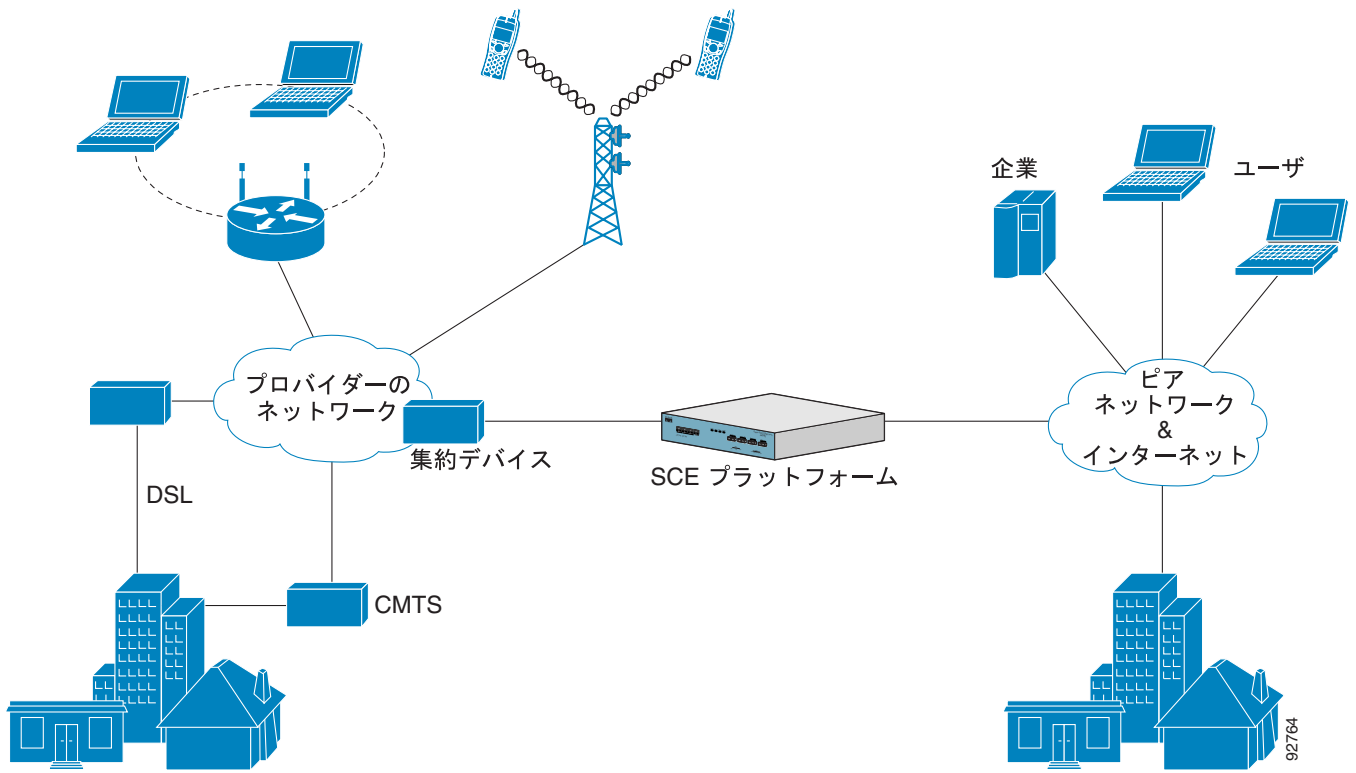 企業
ユーザ
プロバイダーの
ネットワーク
集約デバイス
SCE プラットフォーム
ピア
ネットワーク
&
インターネット
DSL
CMTS
92764